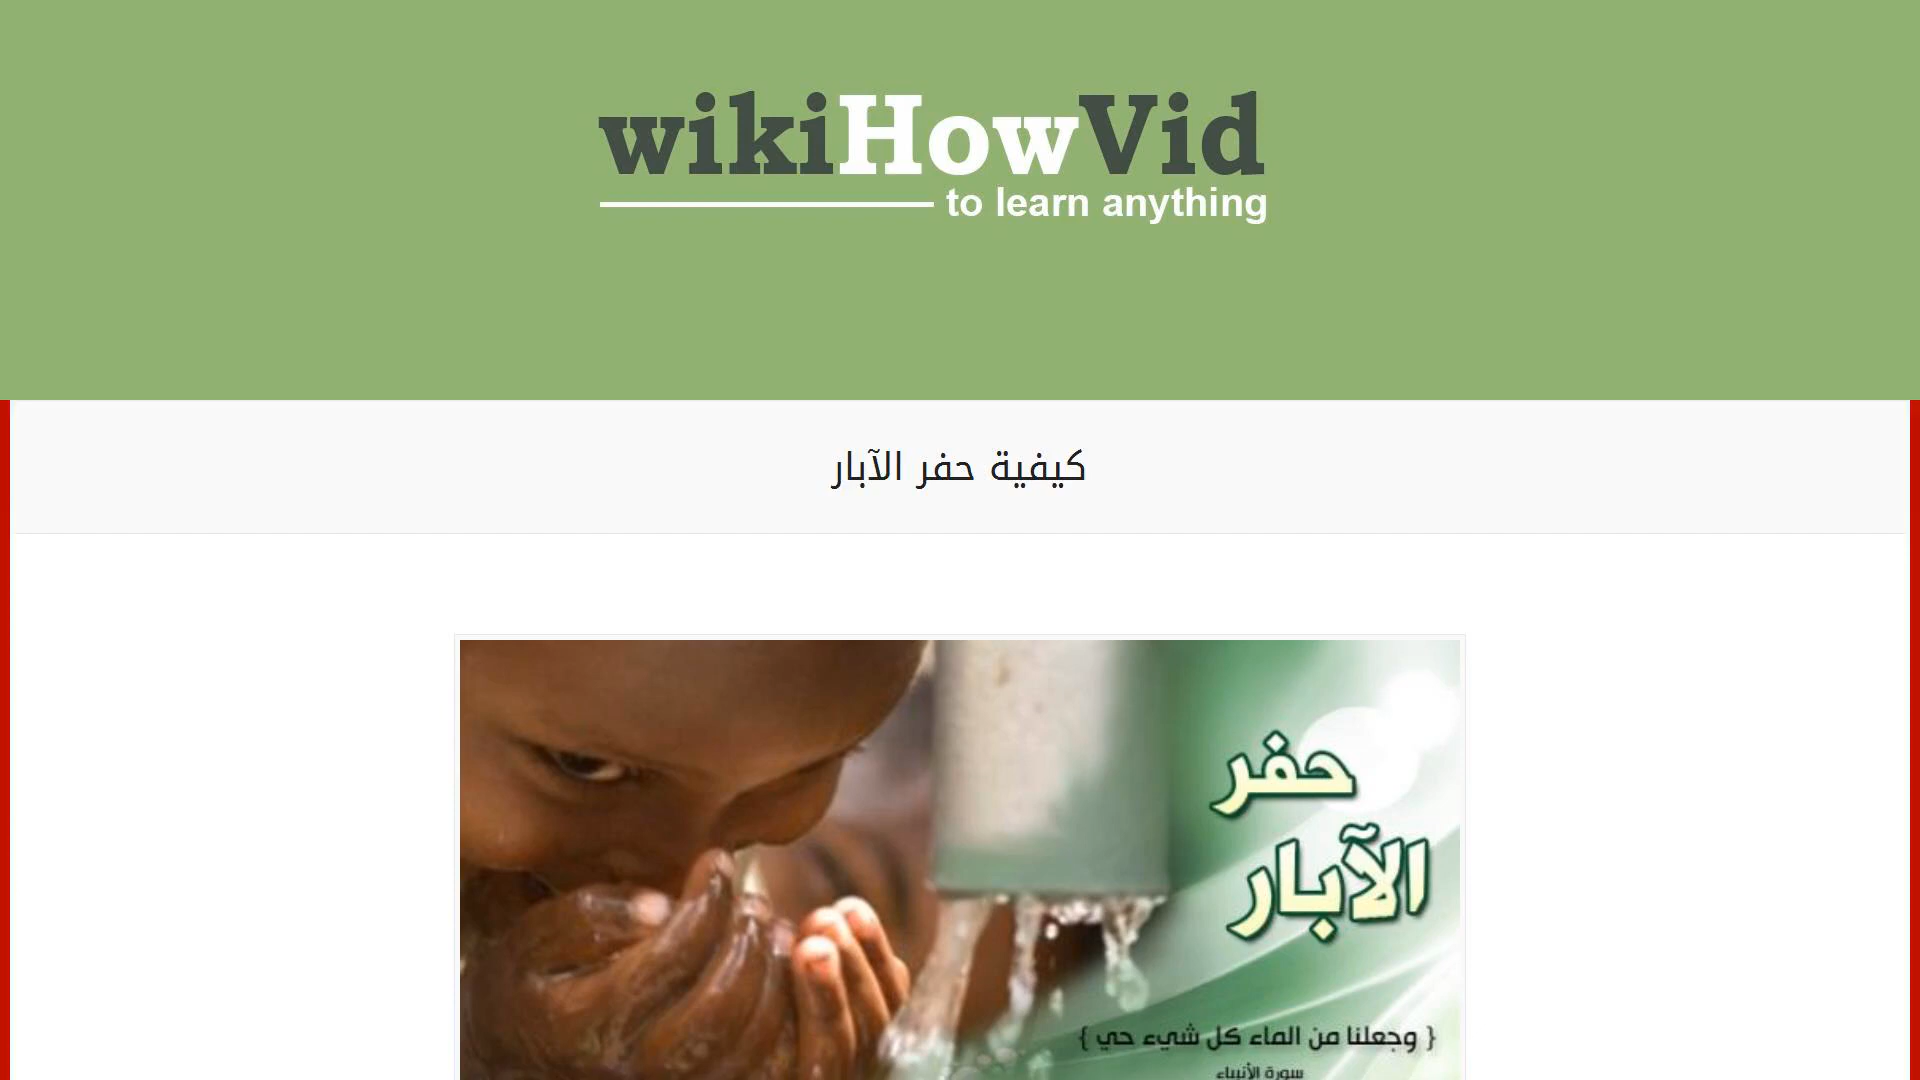 wikiHowVid
to learn anything
كيفية حفر الآبار
حفر
الآبار
{ وجعلنا من الماء كل شيء حي }
سورة الأنبياء